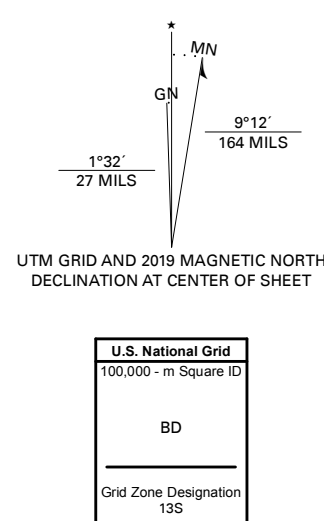 ★
MN
GN
9°12´
164 MILS
1°32´
27 MILS
UTM GRID AND 2019 MAGNETIC NORTH
DECLINATION AT CENTER OF SHEET
U.S. National Grid
100,000 - m Square ID
BD
Grid Zone Designation
13S